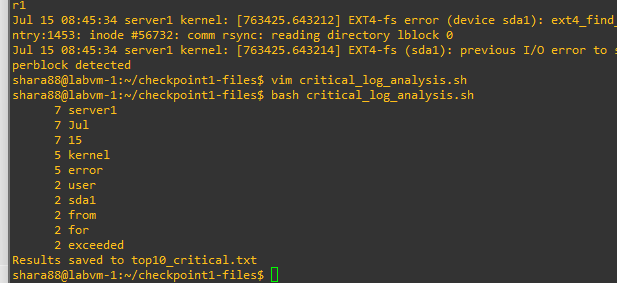 r1
Jul 15 08:45:34 server1 kernel: [763425.643212] EXT4-fs error (device sda1): ext4_find_
ntry:1453: inode #56732: comm rsync: reading directory lblock 0
Jul 15 08:45:34 server1 kernel: [763425.643214] EXT4-fs (sda1): previous I/O error to s
perblock detected
shara88@labvm-1:~/checkpoint1-files$ vim critical_log_analysis.sh
shara88@labvm-1:~/checkpoint1-files$ bash critical_log_analysis.sh
7 server1
7 Jul
7 15
5 kernel
5 error
2 user
2 sda1
2 from
2 for
2 exceeded
Results saved to top10_critical.txt
shara88@labvm-1:~/checkpoint1-files$